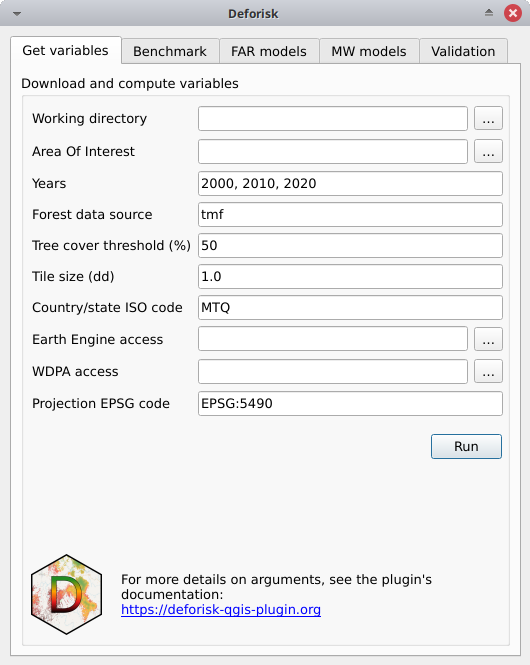 Deforisk
Get variables Benchmark FAR models MW models Validation
Download and compute variables
Working directory ...
Area Of Interest ...
Years 2000, 2010, 2020
Forest data source tmf
Tree cover threshold (%) 50
Tile size (dd) 1.0
Country/state ISO code MTQ
Earth Engine access ...
WDPA access ...
Projection EPSG code EPSG:5490
Run
D
For more details on arguments, see the plugin's
documentation:
https://deforisk-qgis-plugin.org